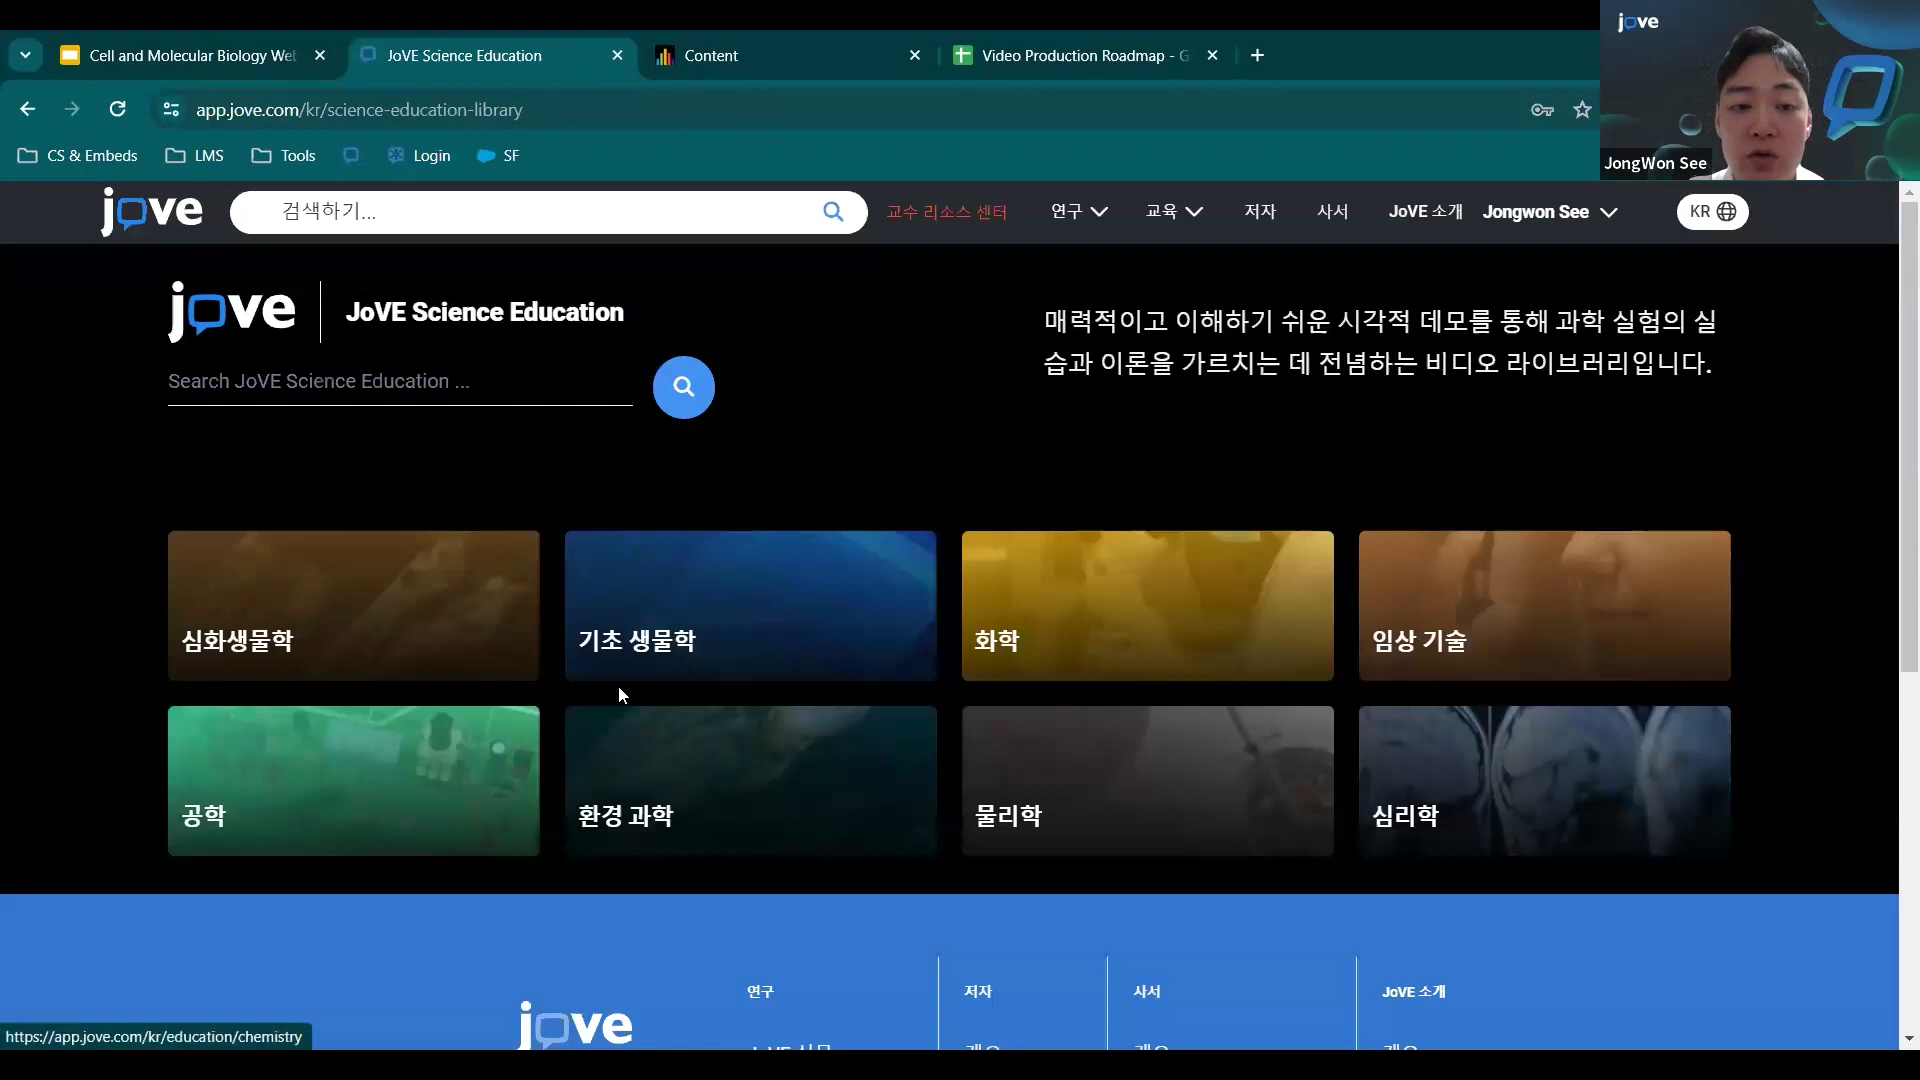 Cell and Molecular Biology Web
JoVE Science Education
Content
Video Production Roadmap - G
app.jove.com/kr/science-education-library
CS & Embeds
LMS
Tools
Login
SF
jove
JongWon See
jove
검색하기...
교수 리소스 센터
연구
교육
저자
사서
JoVE 소개
Jongwon See
KR
jove
JoVE Science Education
Search JoVE Science Education ...
매력적이고 이해하기 쉬운 시각적 데모를 통해 과학 실험의 실
습과 이론을 가르치는 데 전념하는 비디오 라이브러리입니다.
심화생물학
기초 생물학
화학
임상 기술
공학
환경 과학
물리학
심리학
jove
연구
저자
사서
JoVE 소개
https://app.jove.com/kr/education/chemistry